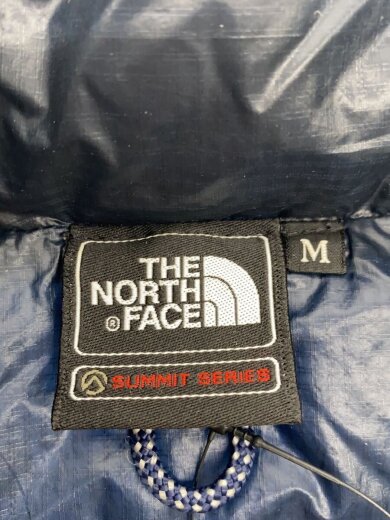 THE
NORTH
® FACE
M
SUMMIT SERIES